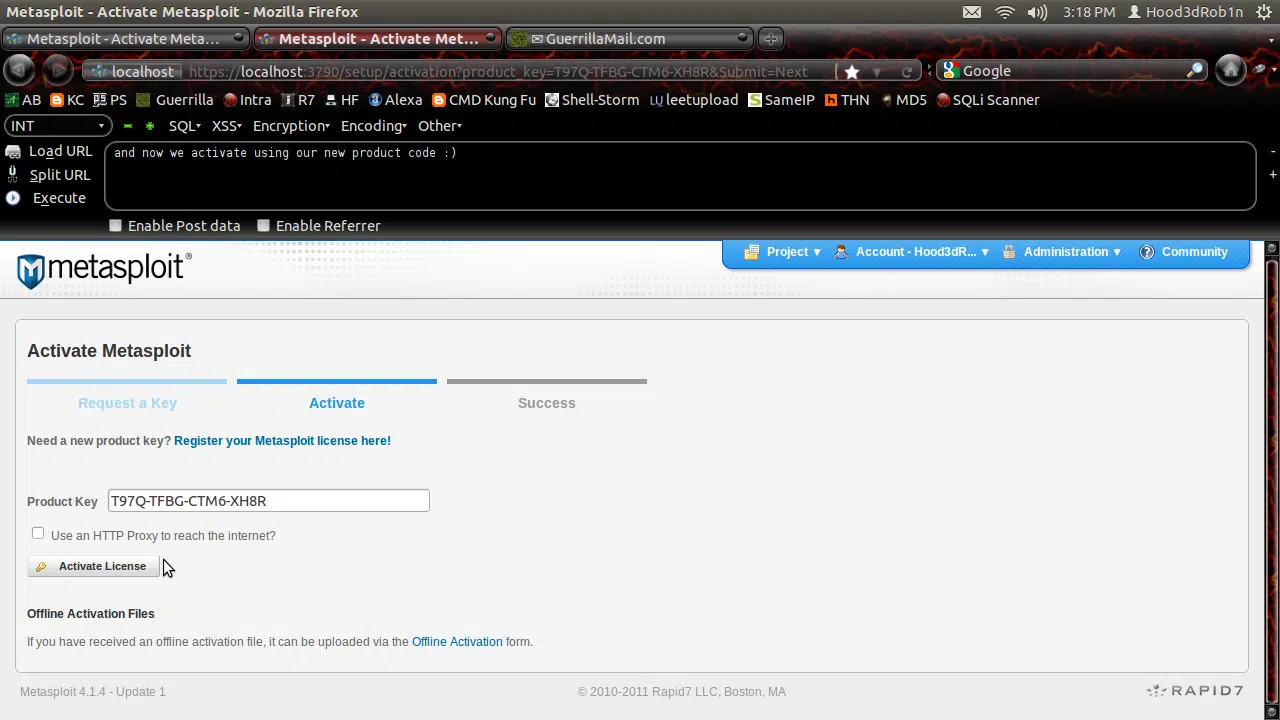 Metasploit - Activate Metasploit - Mozilla Firefox 3:18 PM Hood3dRob1n
Metasploit - Activate Meta... Metasploit - Activate Met... GuerrillaMail.com
localhost https://localhost:3790/setup/activation?product_key=T97Q-TFBG-CTM6-XH8R&Submit=Next Google
AB KC PS Guerrilla Intra R7 HF Alexa CMD Kung Fu Shell-Storm leetupload SameIP THN MD5 SQLi Scanner
INT SQL XSS Encryption Encoding Other
Load URL and now we activate using our new product code :)
Split URL
Execute
Enable Post data Enable Referrer
metasploit®
Project Account - Hood3dR... Administration Community
Activate Metasploit
Request a Key Activate Success
Need a new product key? Register your Metasploit license here!
Product Key T97Q-TFBG-CTM6-XH8R
Use an HTTP Proxy to reach the internet?
Activate License
Offline Activation Files
If you have received an offline activation file, it can be uploaded via the Offline Activation form.
Metasploit 4.1.4 - Update 1 © 2010-2011 Rapid7 LLC, Boston, MA RAPID7